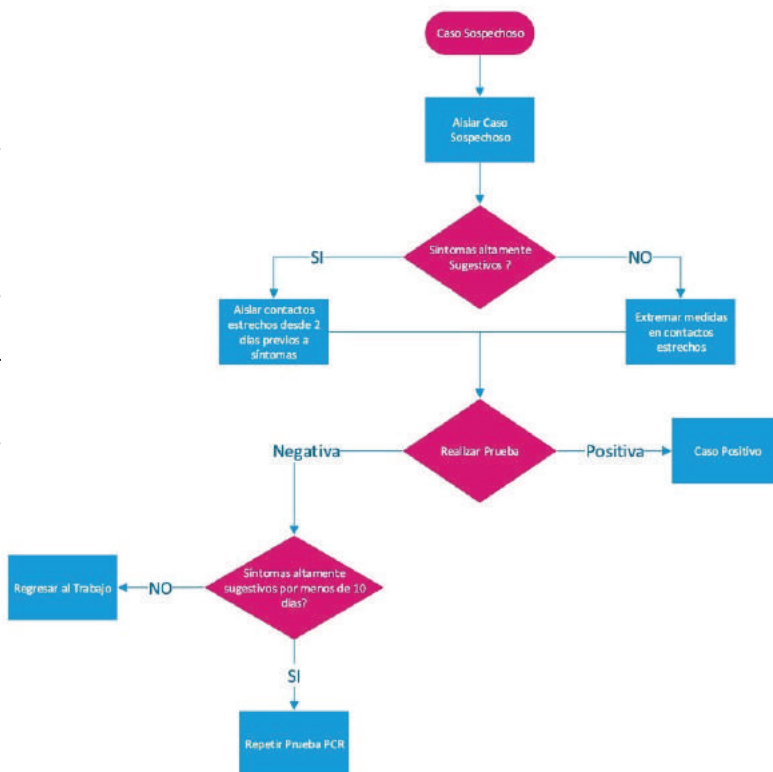 Caso Sospechoso
Aislar Caso
Sospechoso
Síntomas altamente
Sugestivos ?
SI
NO
Aislar contactos
estrechos desde 2
días previos a
síntomas
Extremar medidas
en contactos
estrechos
Realizar Prueba
Negativa
Positiva
Caso Positivo
Síntomas altamente
sugestivos por menos de 10
días?
NO
Regresar al Trabajo
SI
Repetir Prueba PCR